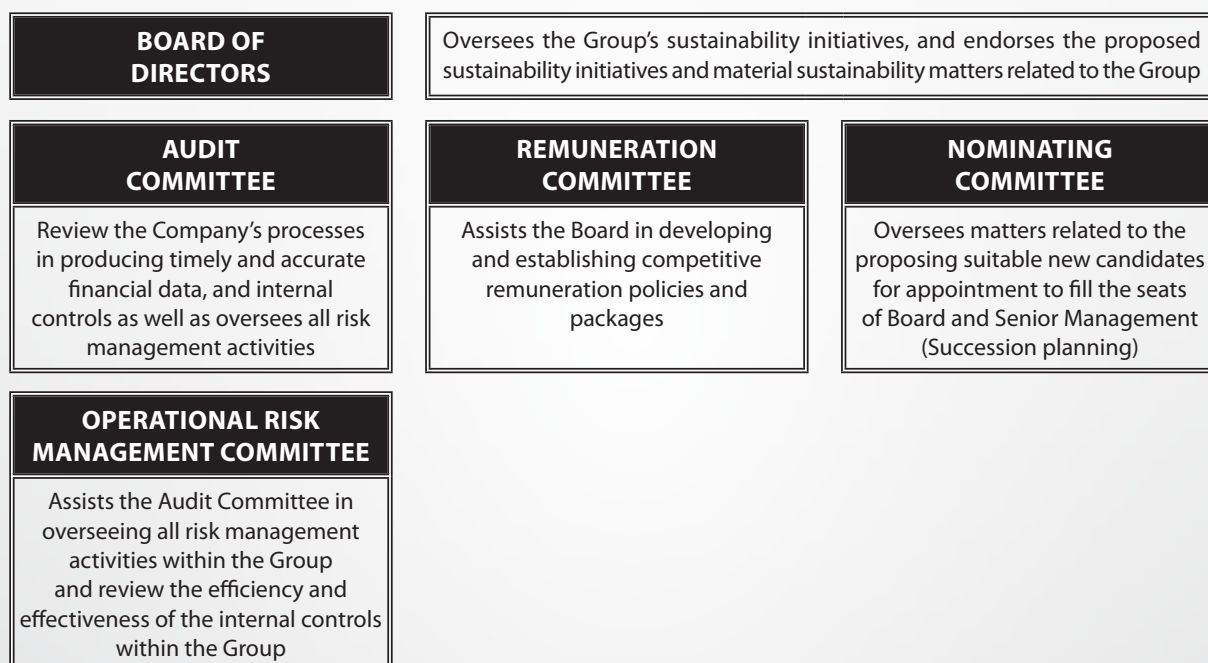 BOARD OF
DIRECTORS
Oversees the Group's sustainability initiatives, and endorses the proposed
sustainability initiatives and material sustainability matters related to the Group
AUDIT
COMMITTEE
Review the Company's processes
in producing timely and accurate
financial data, and internal
controls as well as oversees all risk
management activities
REMUNERATION
COMMITTEE
Assists the Board in developing
and establishing competitive
remuneration policies and
packages
NOMINATING
COMMITTEE
Oversees matters related to the
proposing suitable new candidates
for appointment to fill the seats
of Board and Senior Management
(Succession planning)
OPERATIONAL RISK
MANAGEMENT COMMITTEE
Assists the Audit Committee in
overseeing all risk management
activities within the Group
and review the efficiency and
effectiveness of the internal controls
within the Group